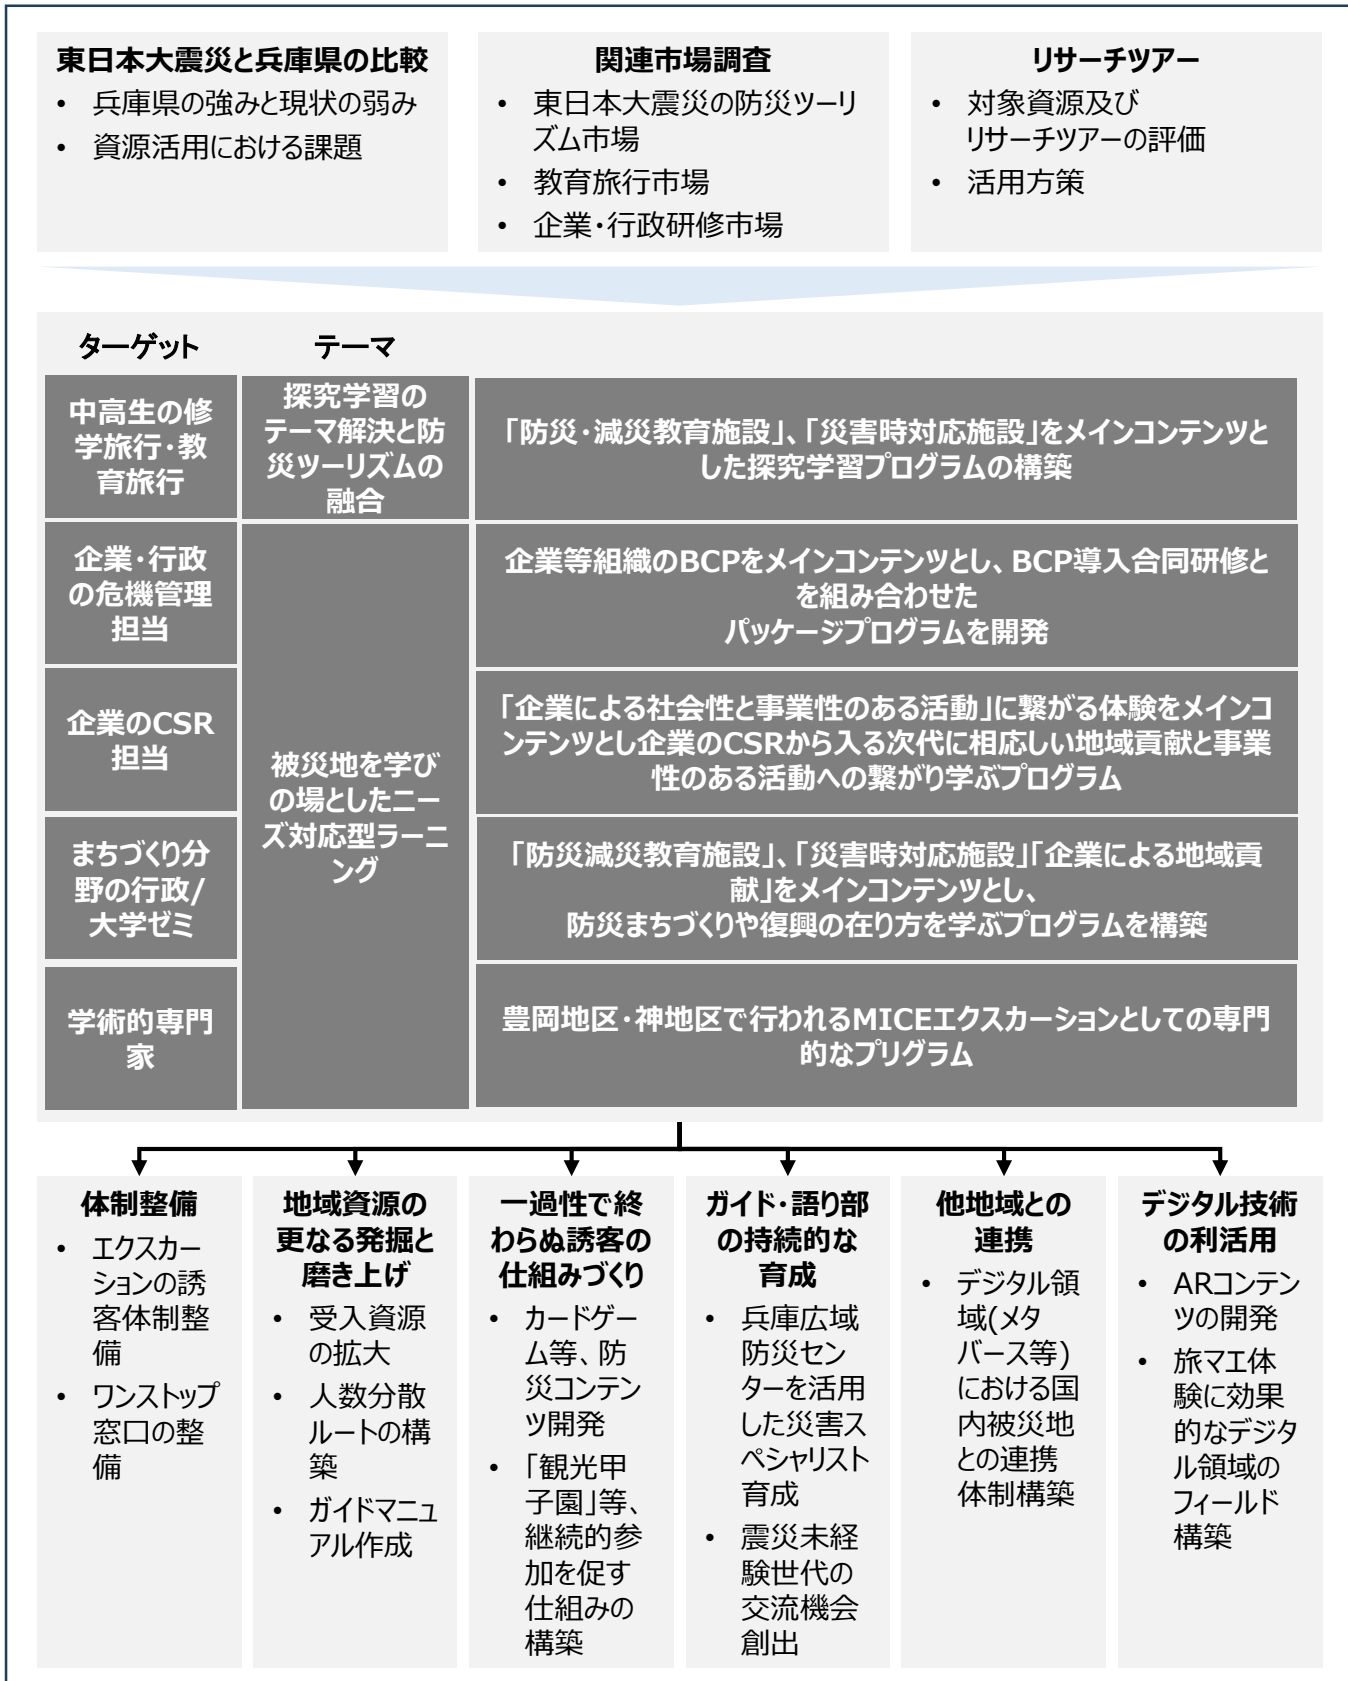 東日本大震災と兵庫県の比較
• 兵庫県の強みと現状の弱み
• 資源活用における課題
関連市場調査
• 東日本大震災の防災ツーリ
ズム市場
• 教育旅行市場
• 企業・行政研修市場
リサーチツアー
• 対象資源及び
リサーチツアーの評価
• 活用方策
ターゲット
テーマ
中高生の修
学旅行・教
育旅行
探究学習の
テーマ解決と防
災ツーリズムの
融合
「防災・減災教育施設」、「災害時対応施設」をメインコンテンツと
した探究学習プログラムの構築
企業・行政
の危機管理
担当
被災地を学び
の場としたニー
ズ対応型ラーニ
ング
企業等組織のBCPをメインコンテンツとし、BCP導入合同研修と
を組み合わせた
パッケージプログラムを開発
企業のCSR
担当
「企業による社会性と事業性のある活動」に繋がる体験をメインコ
ンテンツとし企業のCSRから入る次代に相応しい地域貢献と事業
性のある活動への繋がり学ぶプログラム
まちづくり分
野の行政/
大学ゼミ
「防災減災教育施設」、「災害時対応施設」「企業による地域貢
献」をメインコンテンツとし、
防災まちづくりや復興の在り方を学ぶプログラムを構築
学術的専門
家
豊岡地区・神地区で行われるMICEエクスカーションとしての専門
的なプリグラム
体制整備
• エクスカー
ションの誘
客体制整
備
• ワンストップ
窓口の整
備
地域資源の
更なる発掘と
磨き上げ
• 受入資源
の拡大
• 人数分散
ルートの構
築
• ガイドマニュ
アル作成
一過性で終
わらぬ誘客の
仕組みづくり
• カードゲー
ム等、防
災コンテン
ツ開発
• 「観光甲
子園」等、
継続的参
加を促す
仕組みの
構築
ガイド・語り部
の持続的な
育成
• 兵庫広域
防災セン
ターを活用
した災害ス
ペシャリスト
育成
• 震災未経
験世代の
交流機会
創出
他地域との
連携
• デジタル領
域(メタ
バース等)
における国
内被災地
との連携
体制構築
デジタル技術
の利活用
• ARコンテン
ツの開発
• 旅マエ体
験に効果
的なデジタ
ル領域の
フィールド
構築